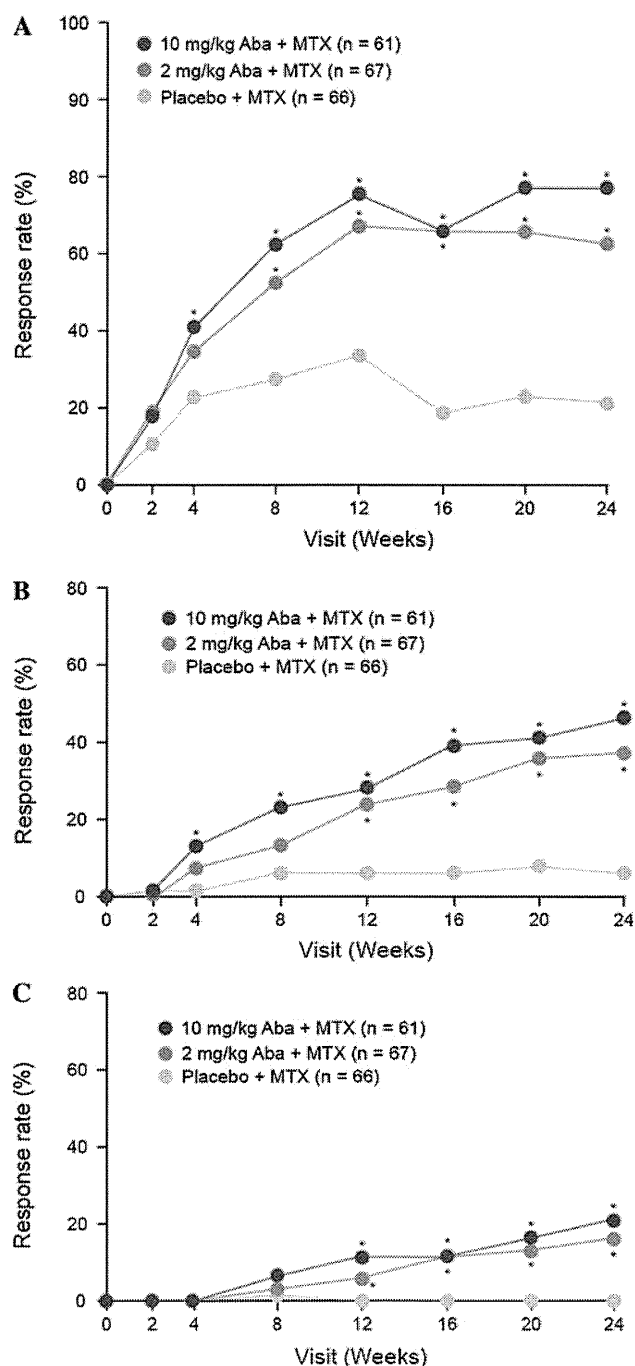 A
10 mg/kg Aba + MTX (n = 61)
2 mg/kg Aba + MTX (n = 67)
Placebo + MTX (n = 66)
Response rate (%)
100
80
60
40
20
0
* * * * * *
* * * * *
0 2 4 8 12 16 20 24
Visit (Weeks)
B
10 mg/kg Aba + MTX (n = 61)
2 mg/kg Aba + MTX (n = 67)
Placebo + MTX (n = 66)
Response rate (%)
80
60
40
20
0
* * * * * *
* * * *
0 2 4 8 12 16 20 24
Visit (Weeks)
C
10 mg/kg Aba + MTX (n = 61)
2 mg/kg Aba + MTX (n = 67)
Placebo + MTX (n = 66)
Response rate (%)
80
60
40
20
0
* * * *
* * * *
0 2 4 8 12 16 20 24
Visit (Weeks)